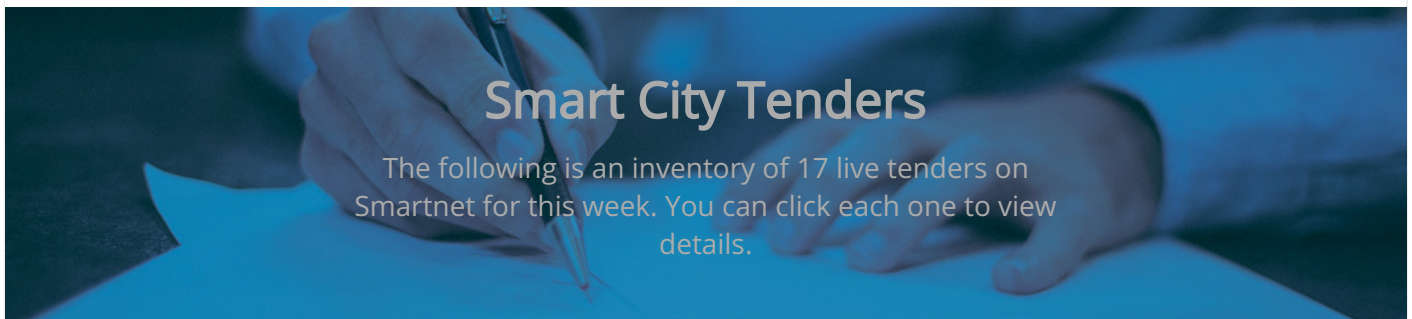 Smart City Tenders
The following is an inventory of 17 live tenders on
Smartnet for this week. You can click each one to view
details.